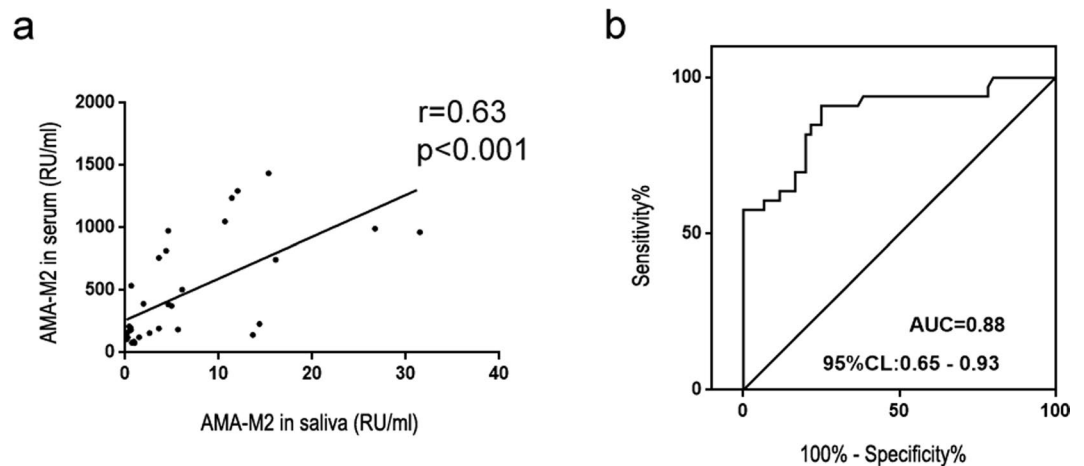 a
b
r=0.63
p<0.001
AMA-M2 in serum (RU/ml)
2000
1500
1000
500
0
0 10 20 30 40
AMA-M2 in saliva (RU/ml)
Sensitivity%
100
50
0
AUC=0.88
95%CL:0.65 - 0.93
0 50 100
100% - Specificity%